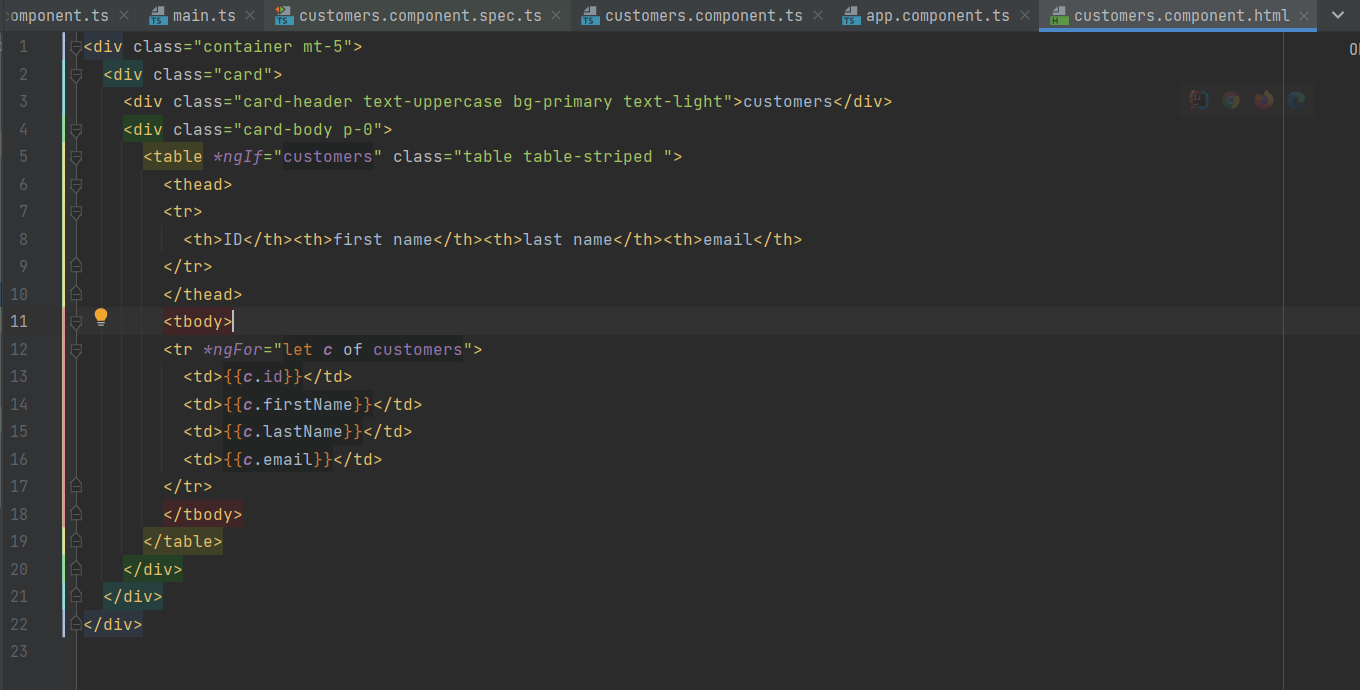 component.ts main.ts customers.component.spec.ts customers.component.ts app.component.ts customers.component.html
1 <div class="container mt-5">
2 <div class="card">
3 <div class="card-header text-uppercase bg-primary text-light">customers</div>
4 <div class="card-body p-0">
5 <table *ngIf="customers" class="table table-striped ">
6 <thead>
7 <tr>
8 <th>ID</th><th>first name</th><th>last name</th><th>email</th>
9 </tr>
10 </thead>
11 <tbody>
12 <tr *ngFor="let c of customers">
13 <td>{{c.id}}</td>
14 <td>{{c.firstName}}</td>
15 <td>{{c.lastName}}</td>
16 <td>{{c.email}}</td>
17 </tr>
18 </tbody>
19 </table>
20 </div>
21 </div>
22 </div>
23